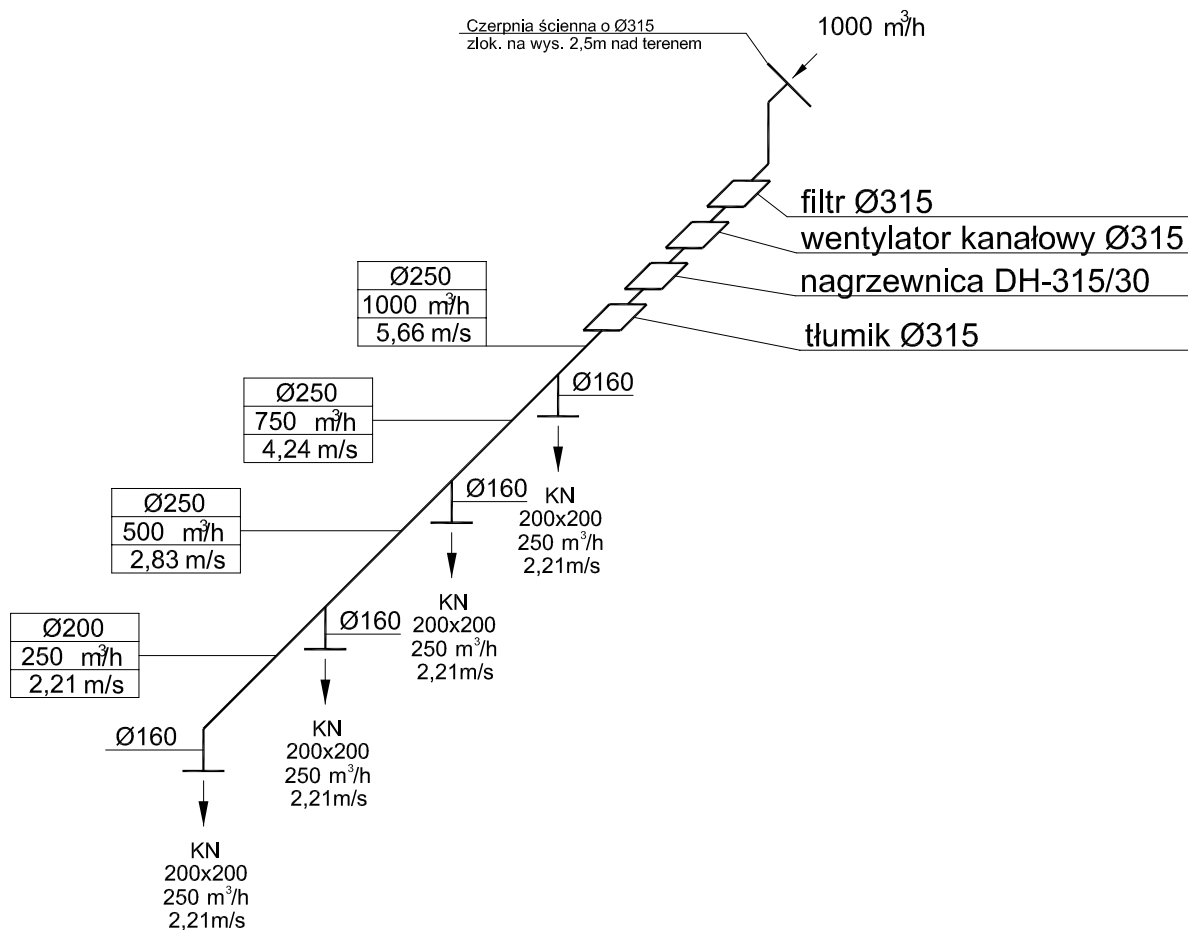 Czerpnia ścienna o Ø315
zlok. na wys. 2,5m nad terenem
1000 m³/h
filtr Ø315
wentylator kanałowy Ø315
nagrzewnica DH-315/30
tłumik Ø315
Ø250
1000 m³/h
5,66 m/s
Ø160
Ø250
750 m³/h
4,24 m/s
KN
200x200
250 m³/h
2,21m/s
Ø160
Ø250
500 m³/h
2,83 m/s
KN
200x200
250 m³/h
2,21m/s
Ø160
Ø200
250 m³/h
2,21 m/s
KN
200x200
250 m³/h
2,21m/s
Ø160
KN
200x200
250 m³/h
2,21m/s